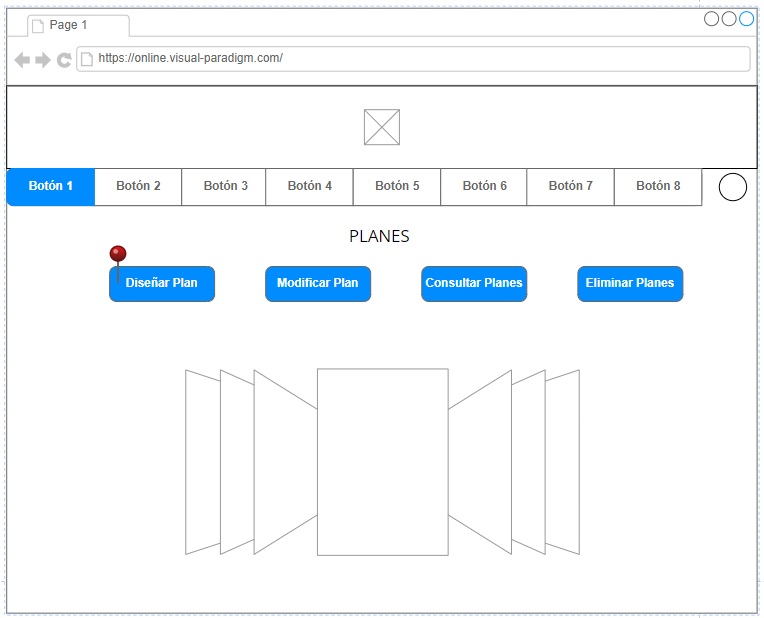 Page 1
https://online.visual-paradigm.com/
Botón 1 Botón 2 Botón 3 Botón 4 Botón 5 Botón 6 Botón 7 Botón 8
PLANES
Diseñar Plan Modificar Plan Consultar Planes Eliminar Planes